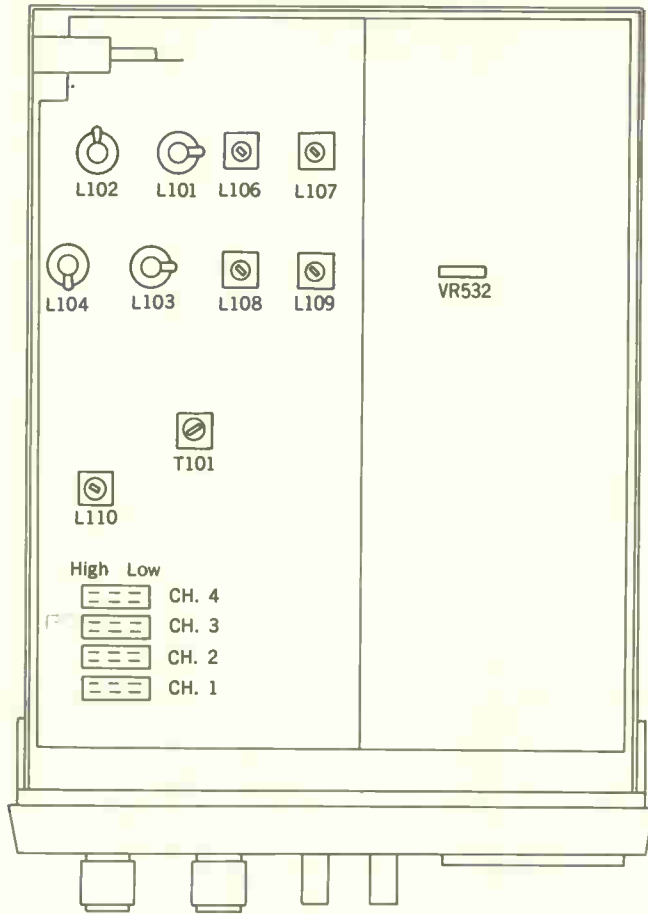 L102 L101 L106 L107
L104 L103 L108 L109
VR532
T101
L110
High Low
CH. 4
CH. 3
CH. 2
CH. 1